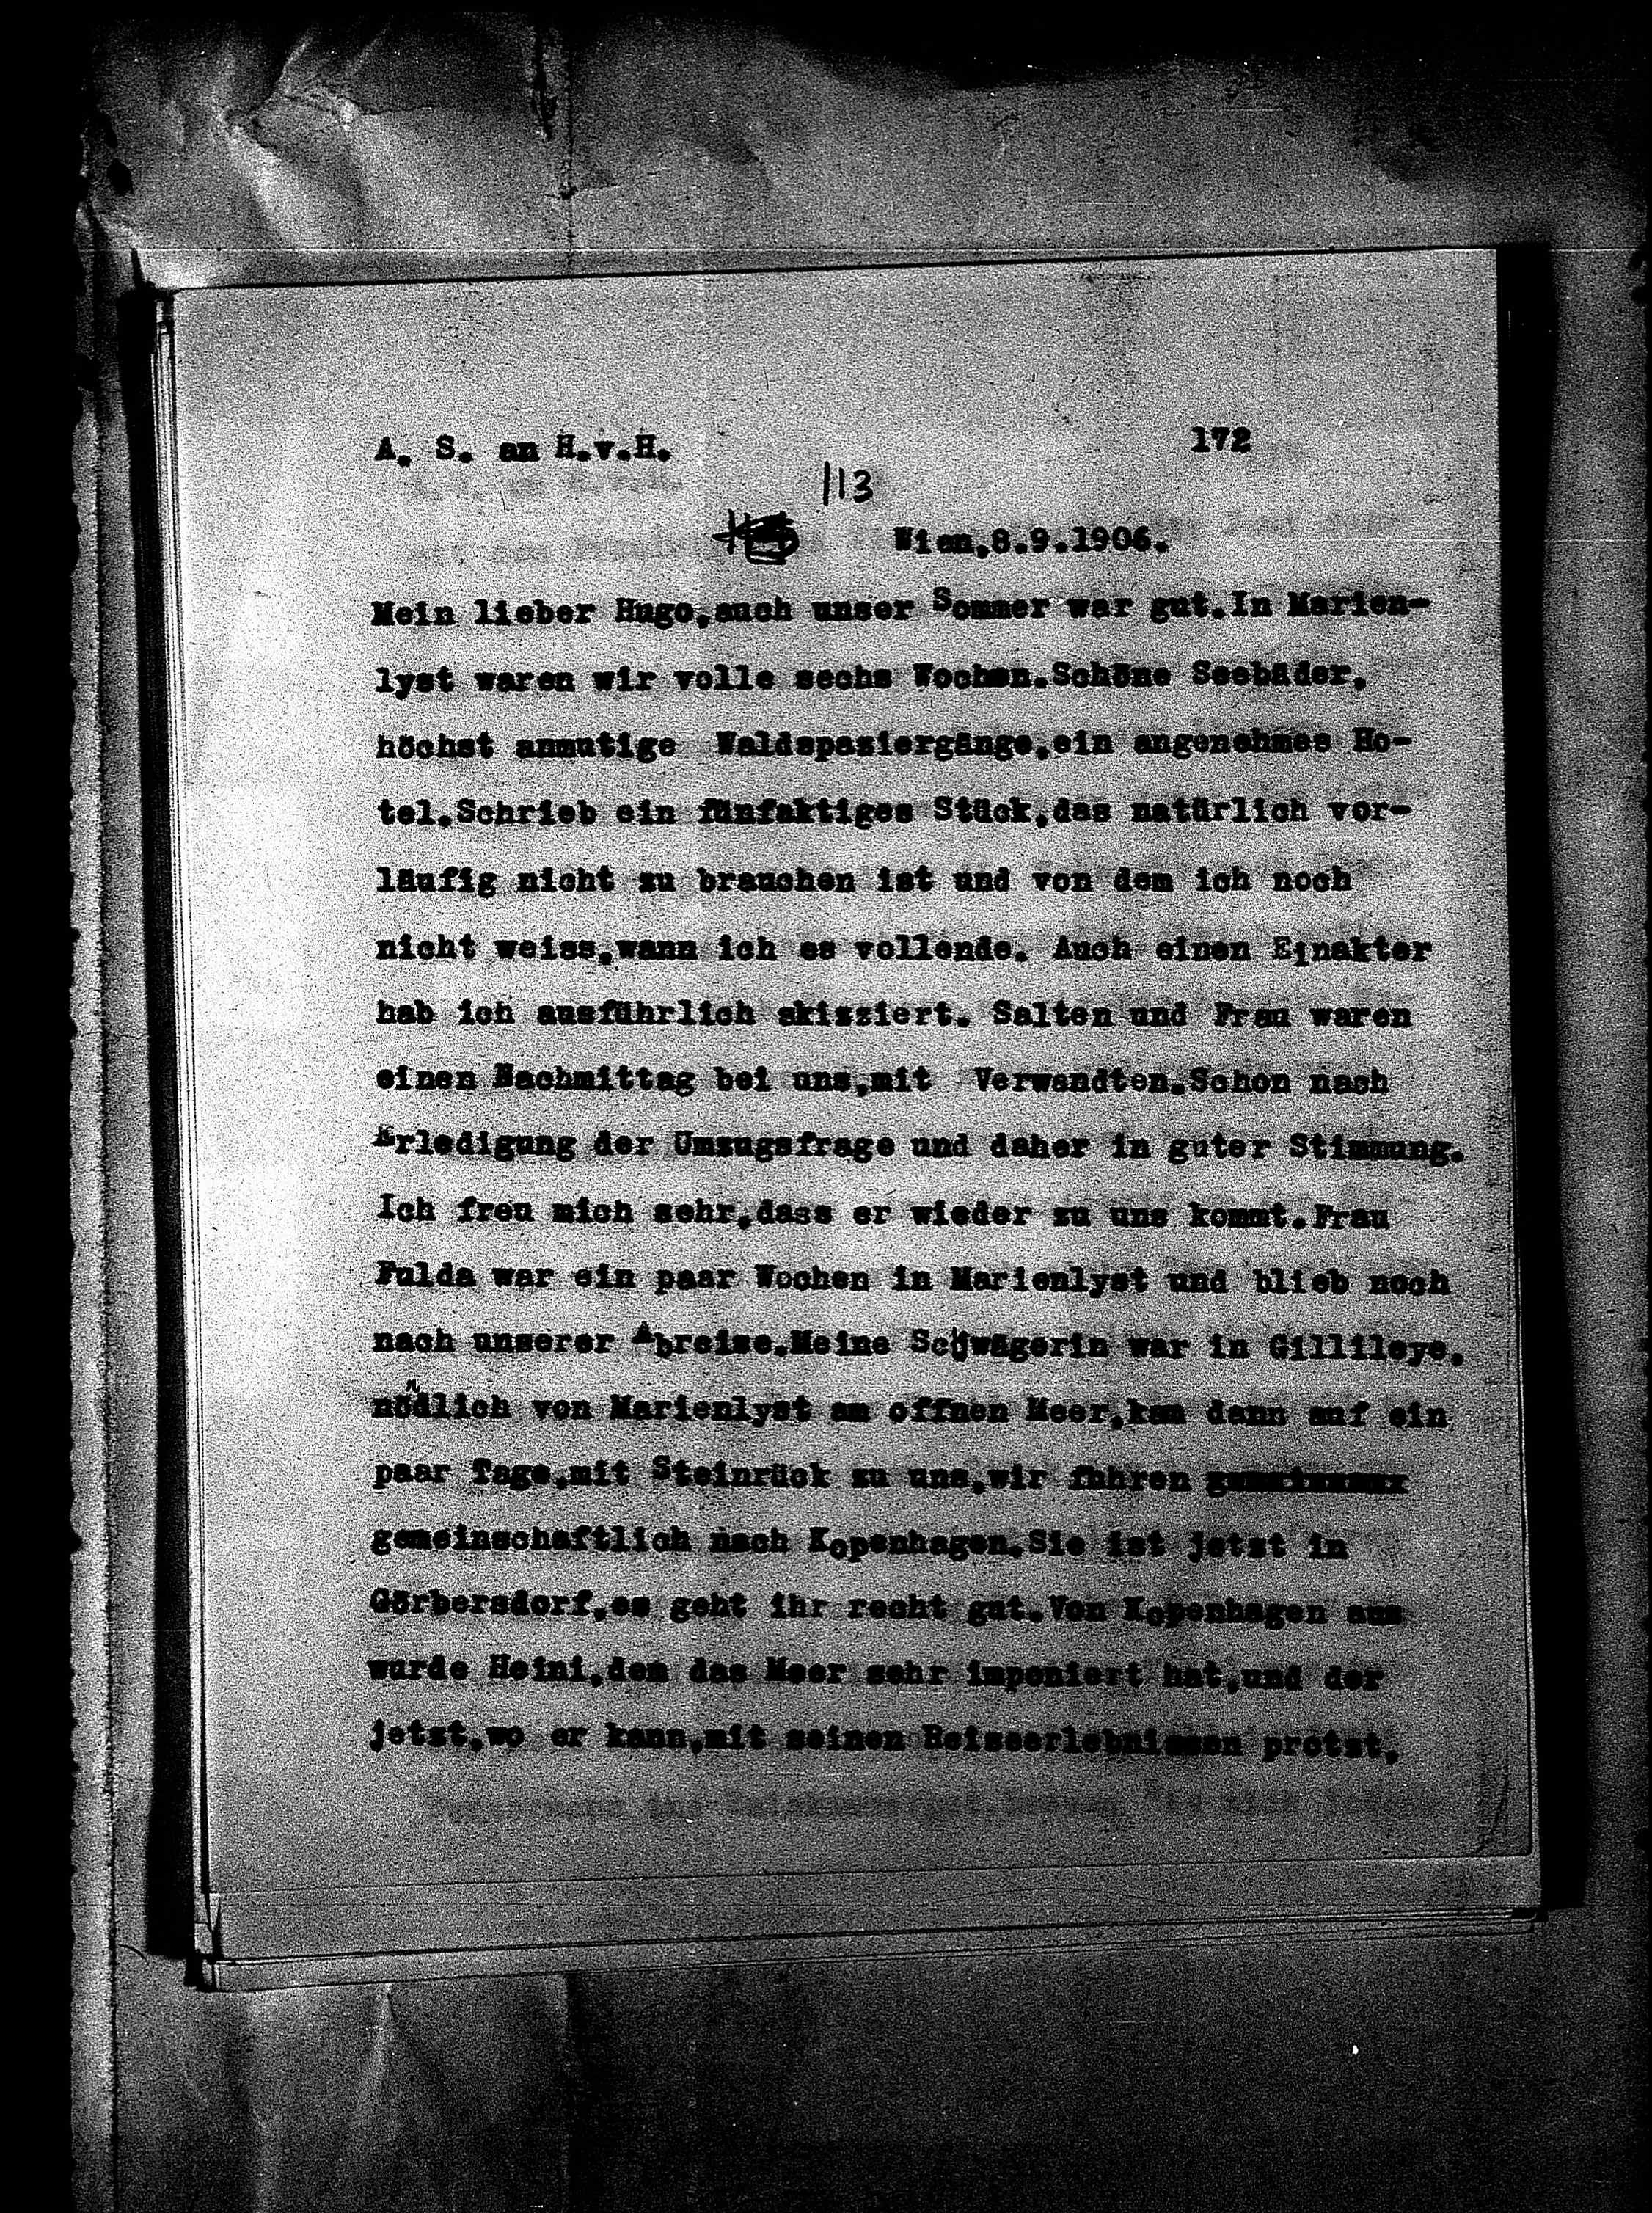 A. S. an H.v.H.
172
113
Wien,8.9.1906.
Mein lieber Hugo,auch unser Sommer war gut.In Marien-
lyst waren wir volle sechs Wochen.Schöne Seebäder,
höchst anmutige Waldspaziergänge,ein angenehmes Ho-
tel.Schrieb ein fünfaktiges Stück,das natürlich vor-
läufig nicht zu brauchen ist und von dem ich noch
nicht weiss,wann ich es vollende. Auch einen Einakter
hab ich ausführlich skizziert. Salten und Frau waren
einen Nachmittag bei uns,mit Verwandten.Schon nach
Erledigung der Umzugsfrage und daher in guter Stimmung.
Ich freu mich sehr,dass er wieder zu uns kommt.Frau
Fulda war ein paar Wochen in Marienlyst und blieb noch
nach unserer Abreise.Meine Schwägerin war in Gillileye,
nördlich von Marienlyst am offnen Meer,kam dann auf ein
paar Tage,mit Steinrück zu uns,wir fuhren
gemeinschaftlich nach Kopenhagen.Sie ist jetzt in
Görbersdorf,es geht ihr recht gut.Von Kopenhagen aus
wurde Heini,dem das Meer sehr imponiert hat,und der
jetzt,wo er kann,mit seinen Reiseerlebnissen protzt,